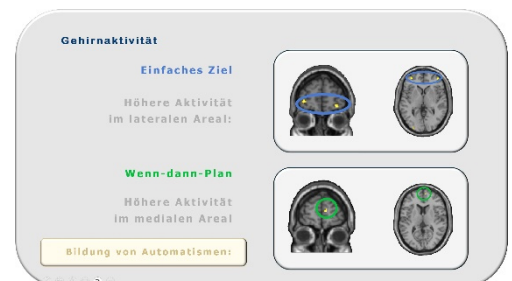 Gehirnaktivität
Einfaches Ziel
Höhere Aktivität
im lateralen Areal:
Wenn-dann-Plan
Höhere Aktivität
im medialen Areal
Bildung von Automatismen: